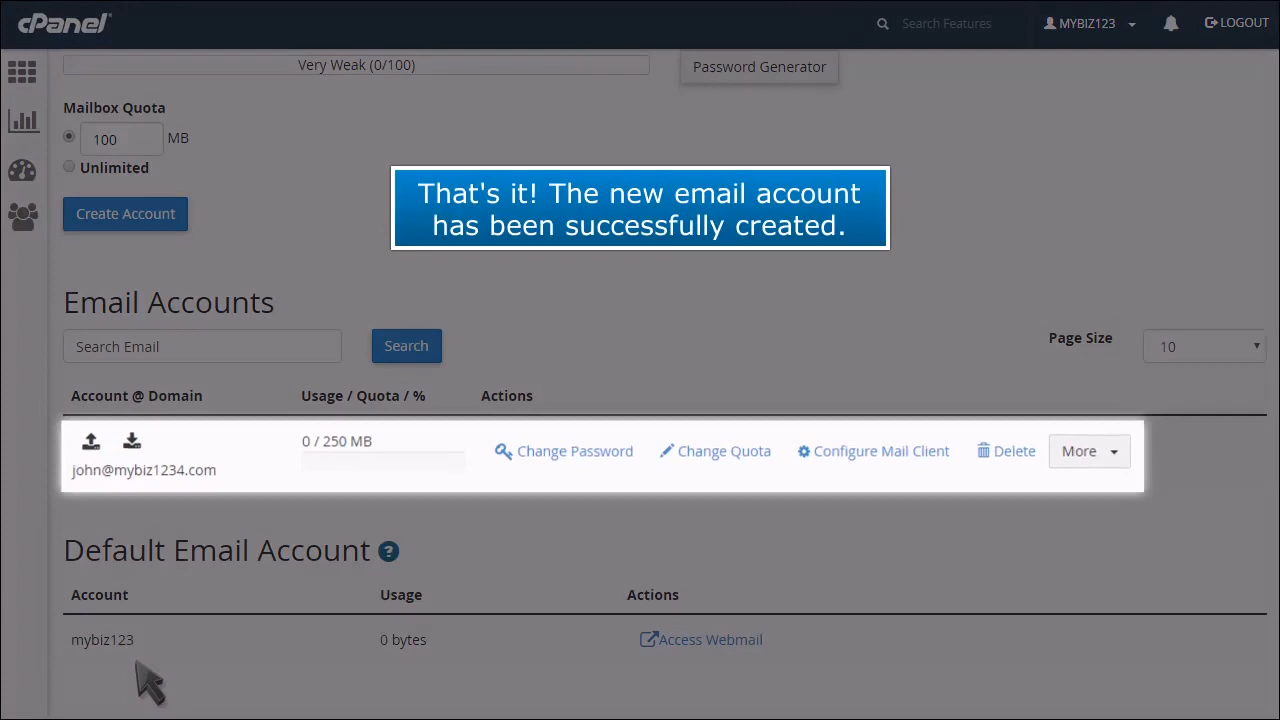 cPanel
Search Features
MYBIZ123
LOGOUT
Very Weak (0/100)
Password Generator
Mailbox Quota
100 MB
Unlimited
That's it! The new email account
has been successfully created.
Create Account
Email Accounts
Search Email
Search
Page Size
10
Account @ Domain
Usage / Quota / %
Actions
0 / 250 MB
Change Password
Change Quota
Configure Mail Client
Delete
More
john@mybiz1234.com
Default Email Account ?
Account
Usage
Actions
mybiz123
0 bytes
Access Webmail